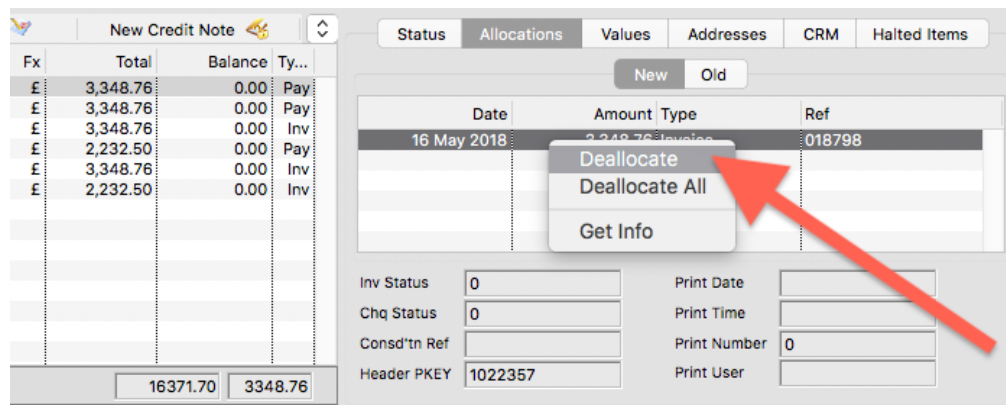 New Credit Note
Status Allocations Values Addresses CRM Halted Items
Fx Total Balance Ty...
New Old
£ 3,348.76 0.00 Pay
£ 3,348.76 0.00 Pay
£ 3,348.76 0.00 Inv
£ 2,232.50 0.00 Pay
£ 3,348.76 0.00 Inv
£ 2,232.50 0.00 Inv
16371.70 3348.76
Date Amount Type Ref
16 May 2018 3,348.76 Invoice 018798
Deallocate
Deallocate All
Get Info
Inv Status 0 Print Date
Chq Status 0 Print Time
Consd'tn Ref Print Number 0
Header PKEY 1022357 Print User